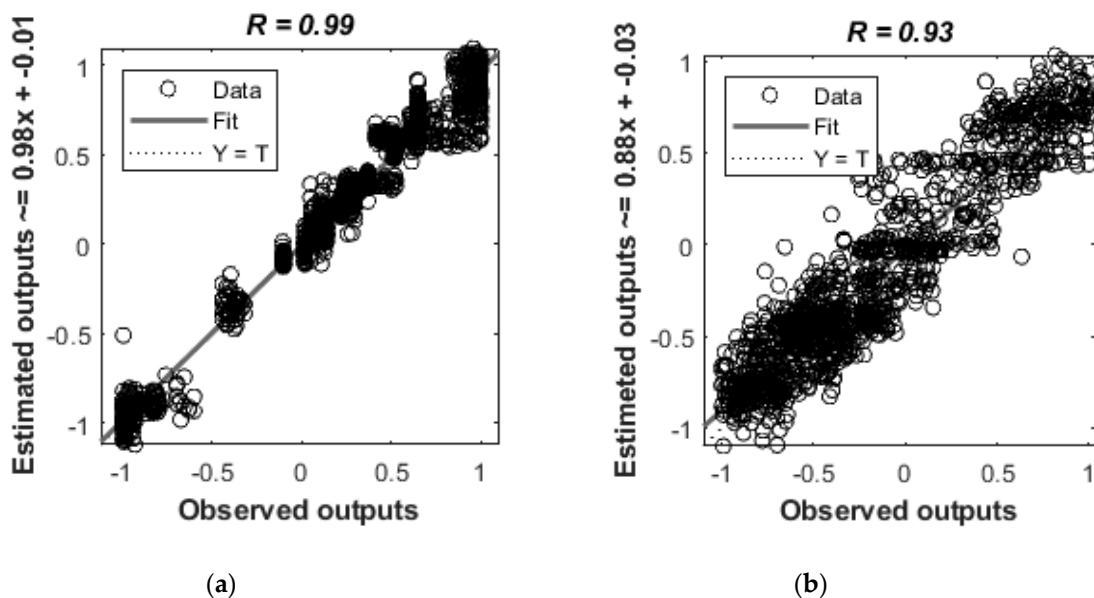 R = 0.99
Estimated outputs ~= 0.98x + -0.01
1
0.5
0
-0.5
-1
Data
Fit
Y = T
-1
-0.5
0
0.5
1
Observed outputs
(a)
R = 0.93
Estimeted outputs ~= 0.88x + -0.03
1
0.5
0
-0.5
-1
Data
Fit
Y = T
-1
-0.5
0
0.5
1
Observed outputs
(b)